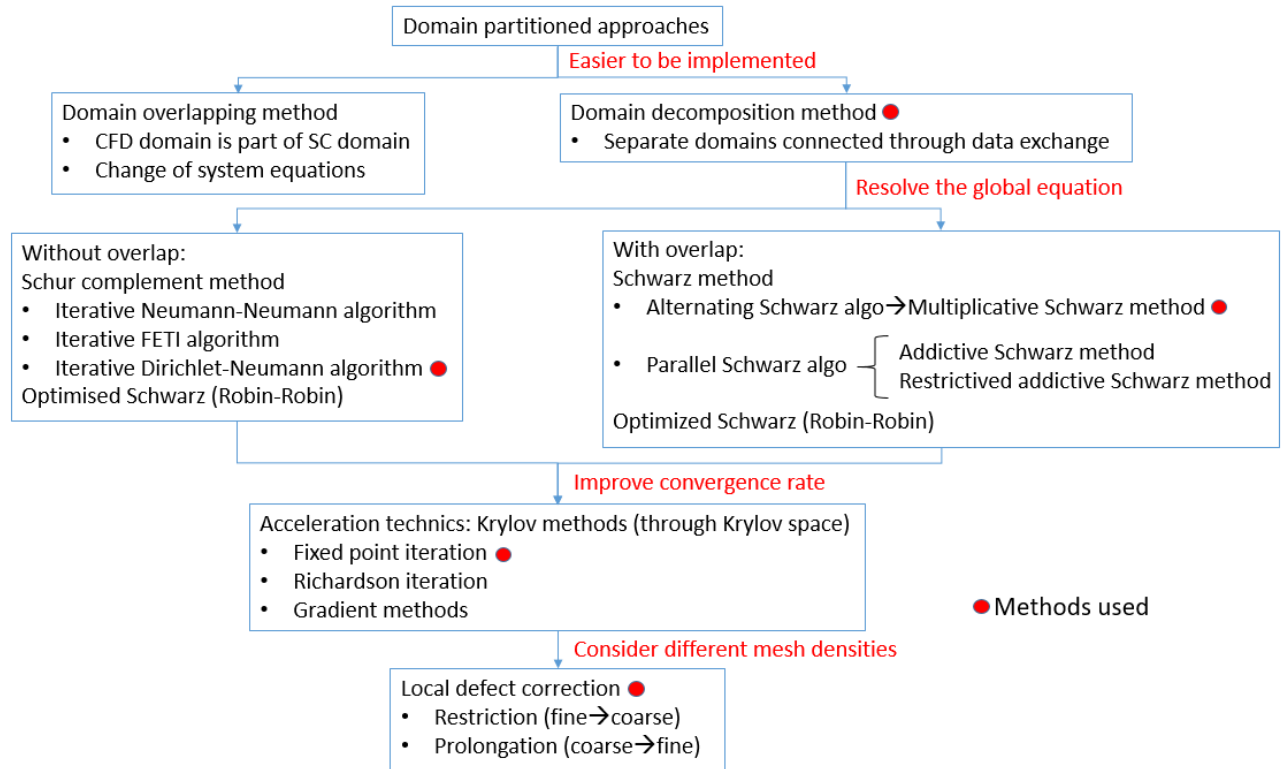 Domain partitioned approaches
Easier to be implemented
Domain overlapping method
• CFD domain is part of SC domain
• Change of system equations
Domain decomposition method
• Separate domains connected through data exchange
Resolve the global equation
Without overlap:
Schur complement method
• Iterative Neumann-Neumann algorithm
• Iterative FETI algorithm
• Iterative Dirichlet-Neumann algorithm
Optimised Schwarz (Robin-Robin)
With overlap:
Schwarz method
• Alternating Schwarz algo→Multiplicative Schwarz method
• Parallel Schwarz algo
Addictive Schwarz method
Restrictived addictive Schwarz method
Optimized Schwarz (Robin-Robin)
Improve convergence rate
Acceleration technics: Krylov methods (through Krylov space)
• Fixed point iteration
• Richardson iteration
• Gradient methods
Methods used
Consider different mesh densities
Local defect correction
• Restriction (fine→coarse)
• Prolongation (coarse→fine)